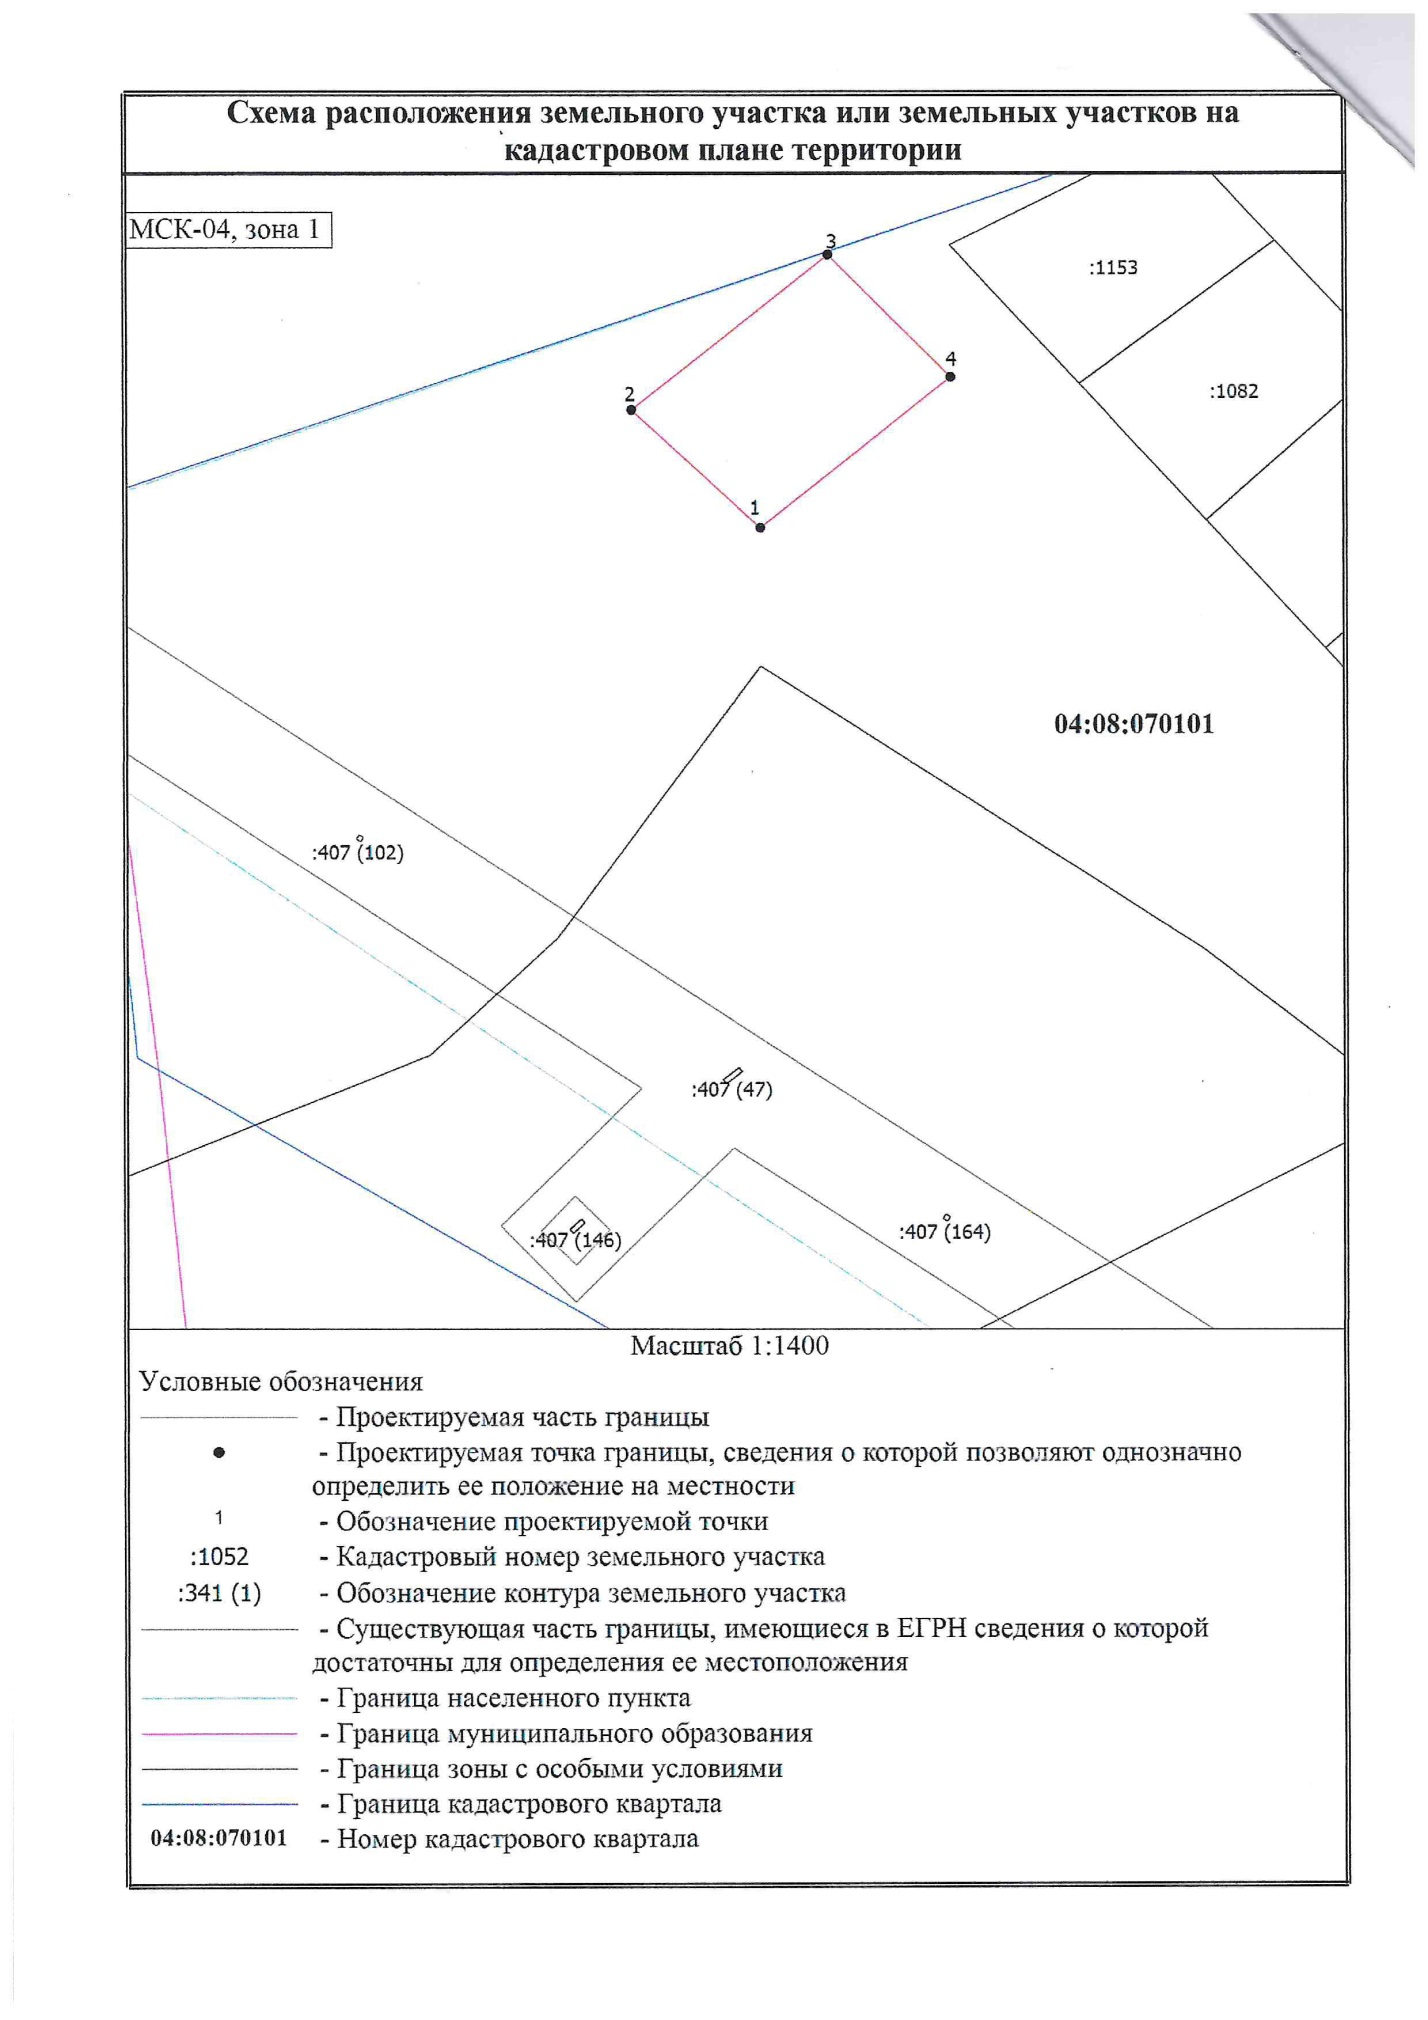 Схема расположения земельного участка или земельных участков на
кадастровом плане территории
МСК-04, зона 1
3
:1153
4
:1082
2
1
04:08:070101
:407 (102)
:407 (47)
:407 (164)
:407 (146)
Масштаб 1:1400
Условные обозначения
- Проектируемая часть границы
- Проектируемая точка границы, сведения о которой позволяют однозначно
определить ее положение на местности
1 - Обозначение проектируемой точки
:1052 - Кадастровый номер земельного участка
:341 (1) - Обозначение контура земельного участка
- Существующая часть границы, имеющиеся в ЕГРН сведения о которой
достаточны для определения ее местоположения
- Граница населенного пункта
- Граница муниципального образования
- Граница зоны с особыми условиями
- Граница кадастрового квартала
04:08:070101 - Номер кадастрового квартала